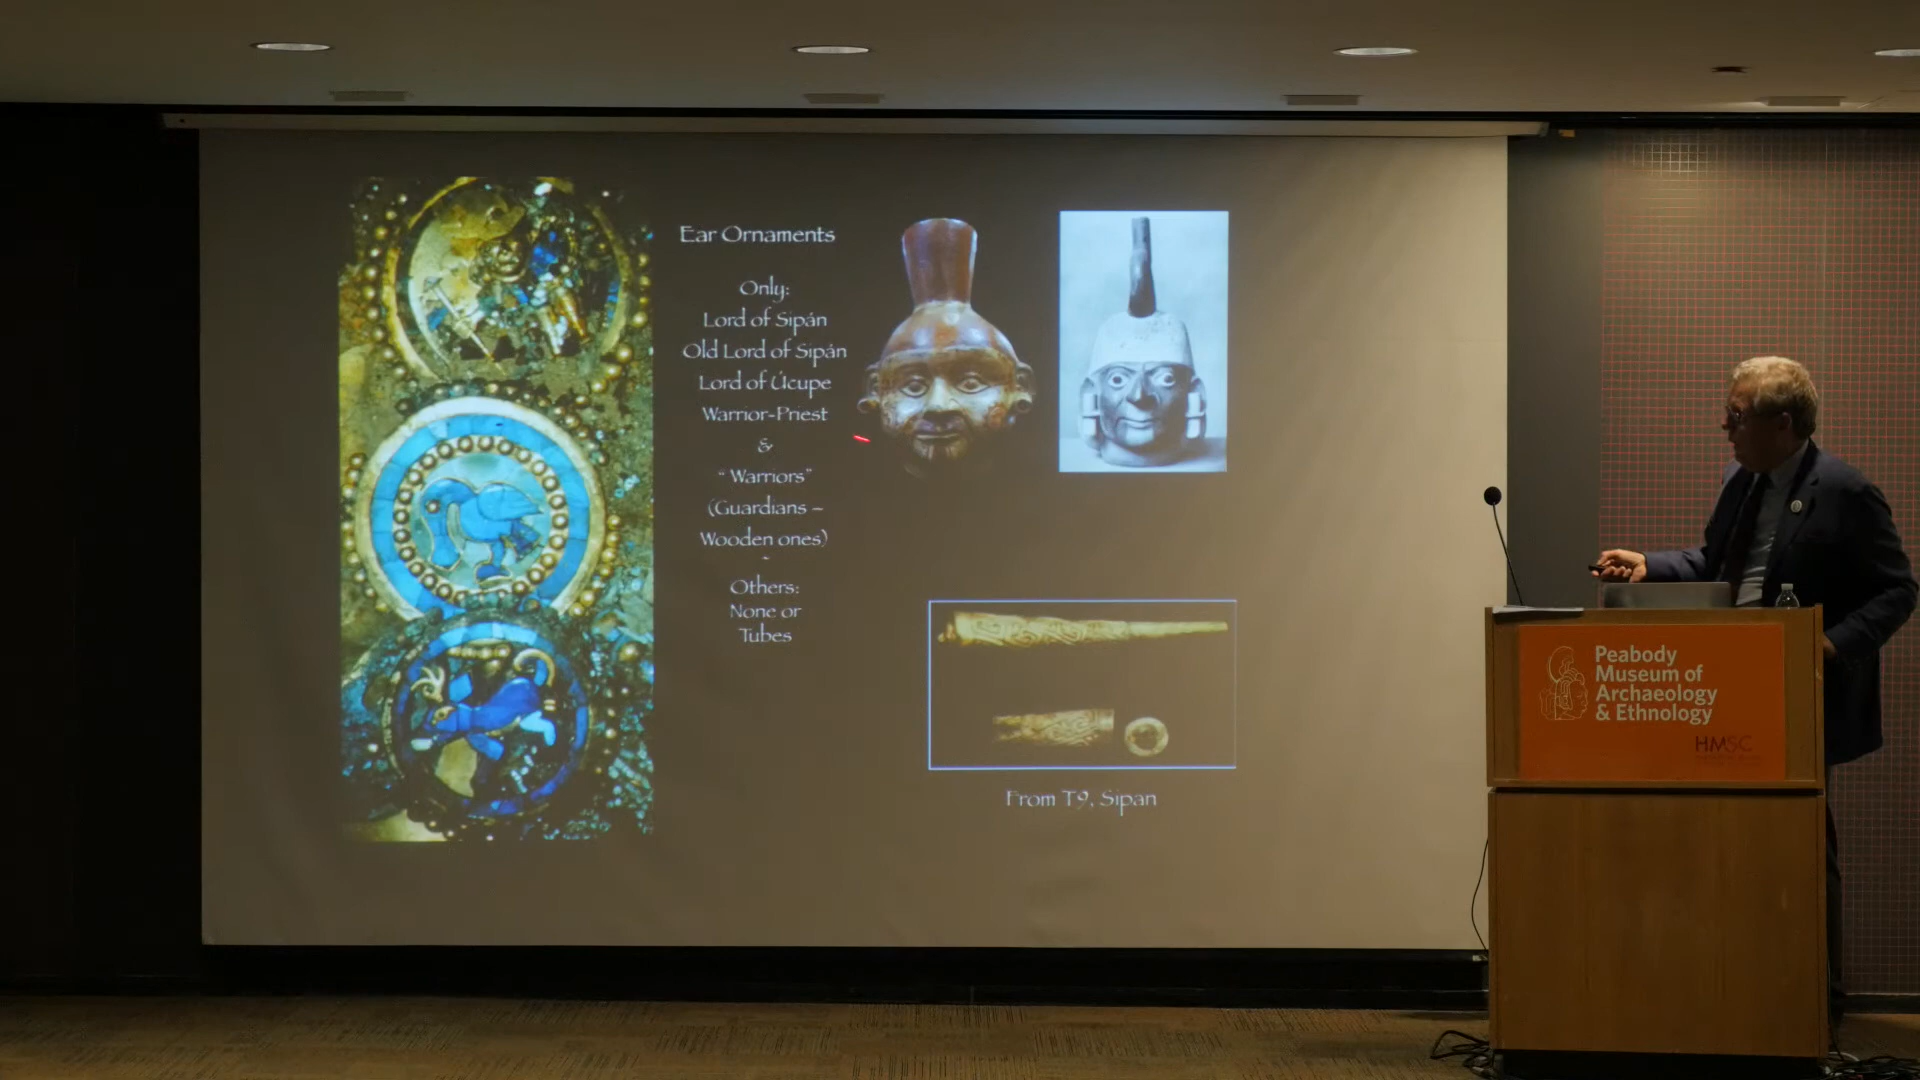 Ear Ornaments
Only:
Lord of Sipán
Old Lord of Sipán
Lord of Úcupe
Warrior-Priest
&
“Warriors”
(Guardians –
Wooden ones)
Others:
None or
Tubes
From T9, Sipan
Peabody
Museum of
Archaeology
& Ethnology
HMSC